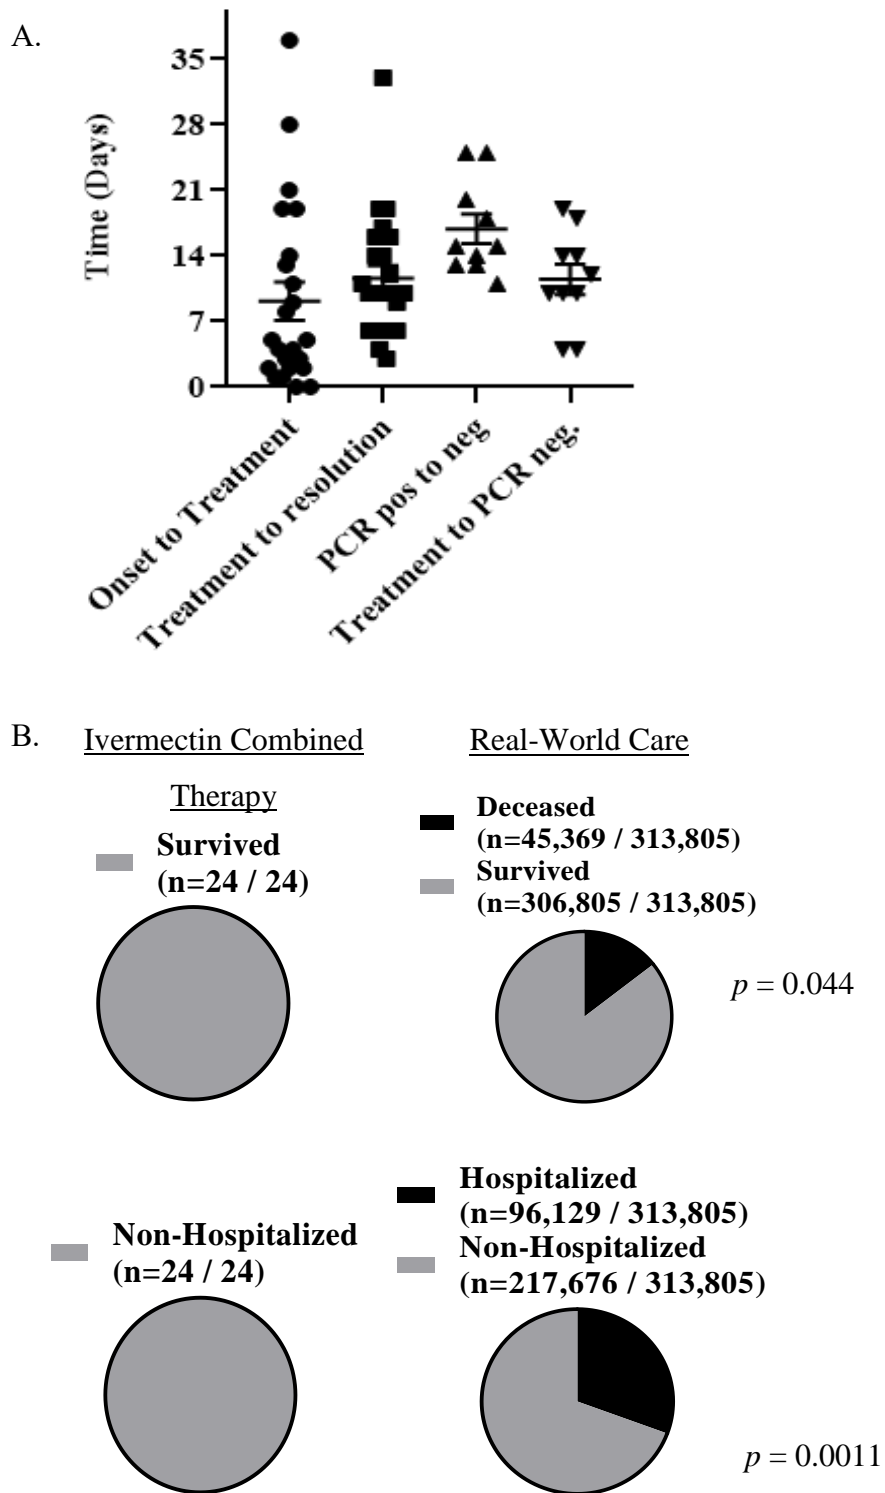 A.
Time (Days)
35
28
21
14
7
0
Onset to Treatment
Treatment to resolution
PCR pos to neg
Treatment to PCR neg.
B.
Ivermectin Combined
Therapy
Survived
(n=24 / 24)
Real-World Care
Deceased
(n=45,369 / 313,805)
Survived
(n=306,805 / 313,805)
p = 0.044
Non-Hospitalized
(n=24 / 24)
Hospitalized
(n=96,129 / 313,805)
Non-Hospitalized
(n=217,676 / 313,805)
p = 0.0011